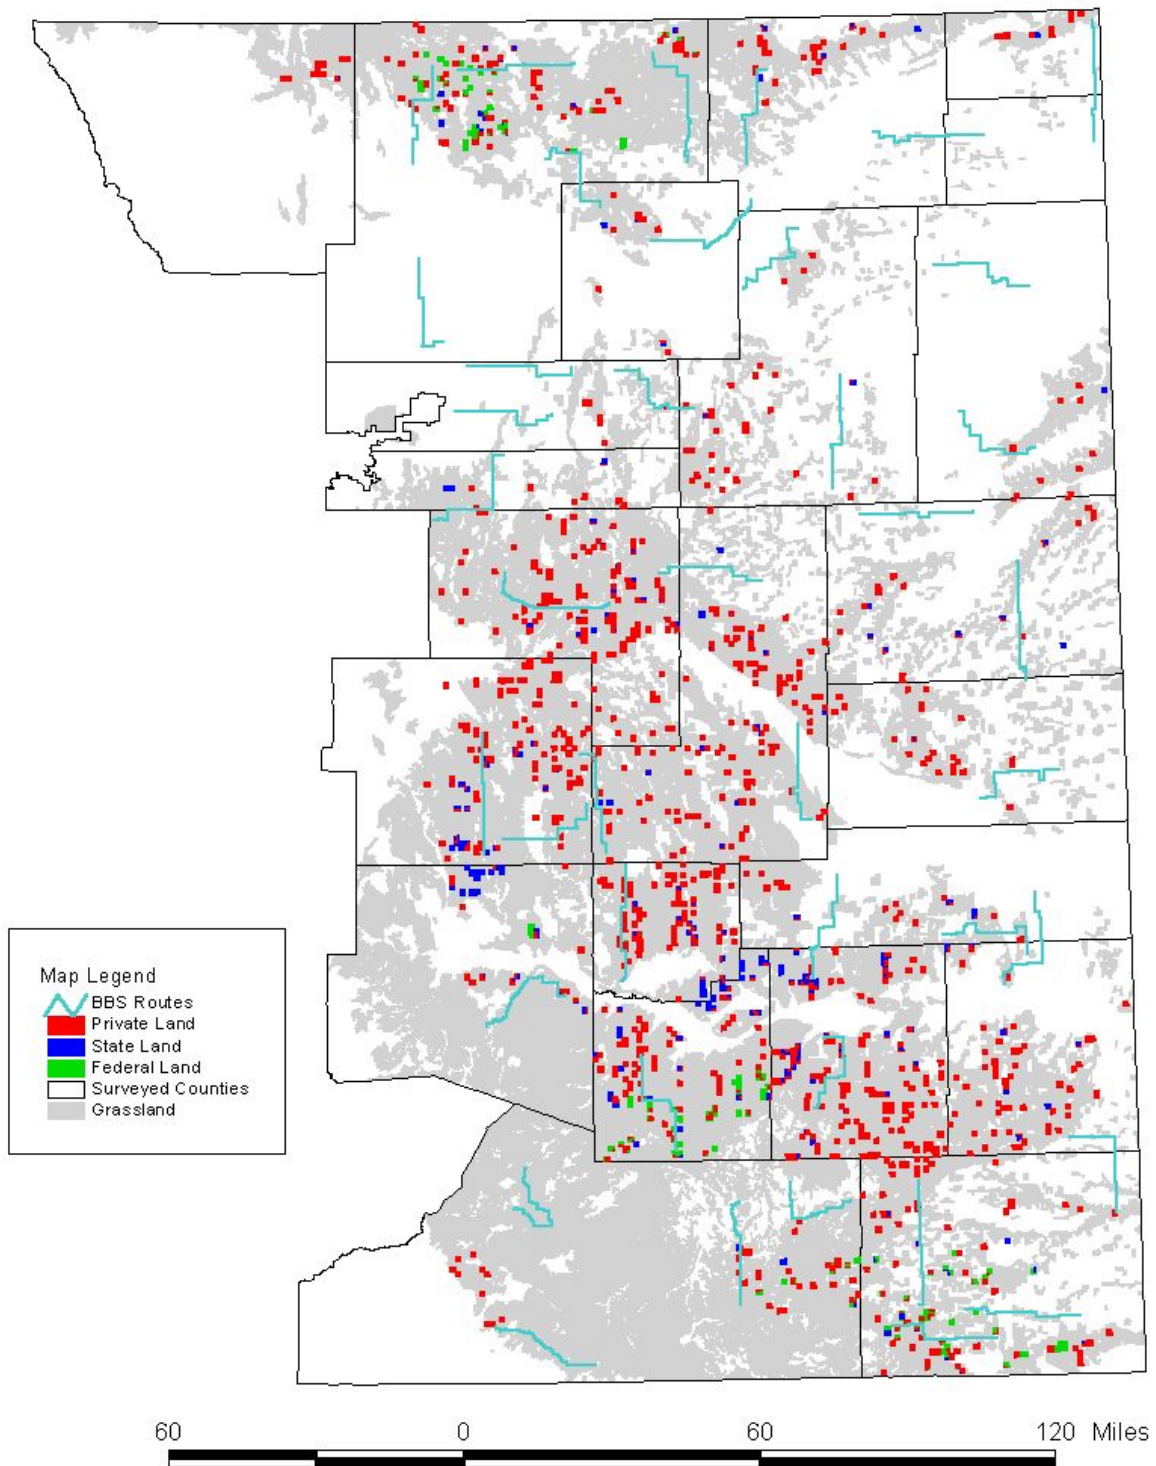 Map Legend
BBS Routes
Private Land
State Land
Federal Land
Surveyed Counties
Grassland
60 0 60 120 Miles